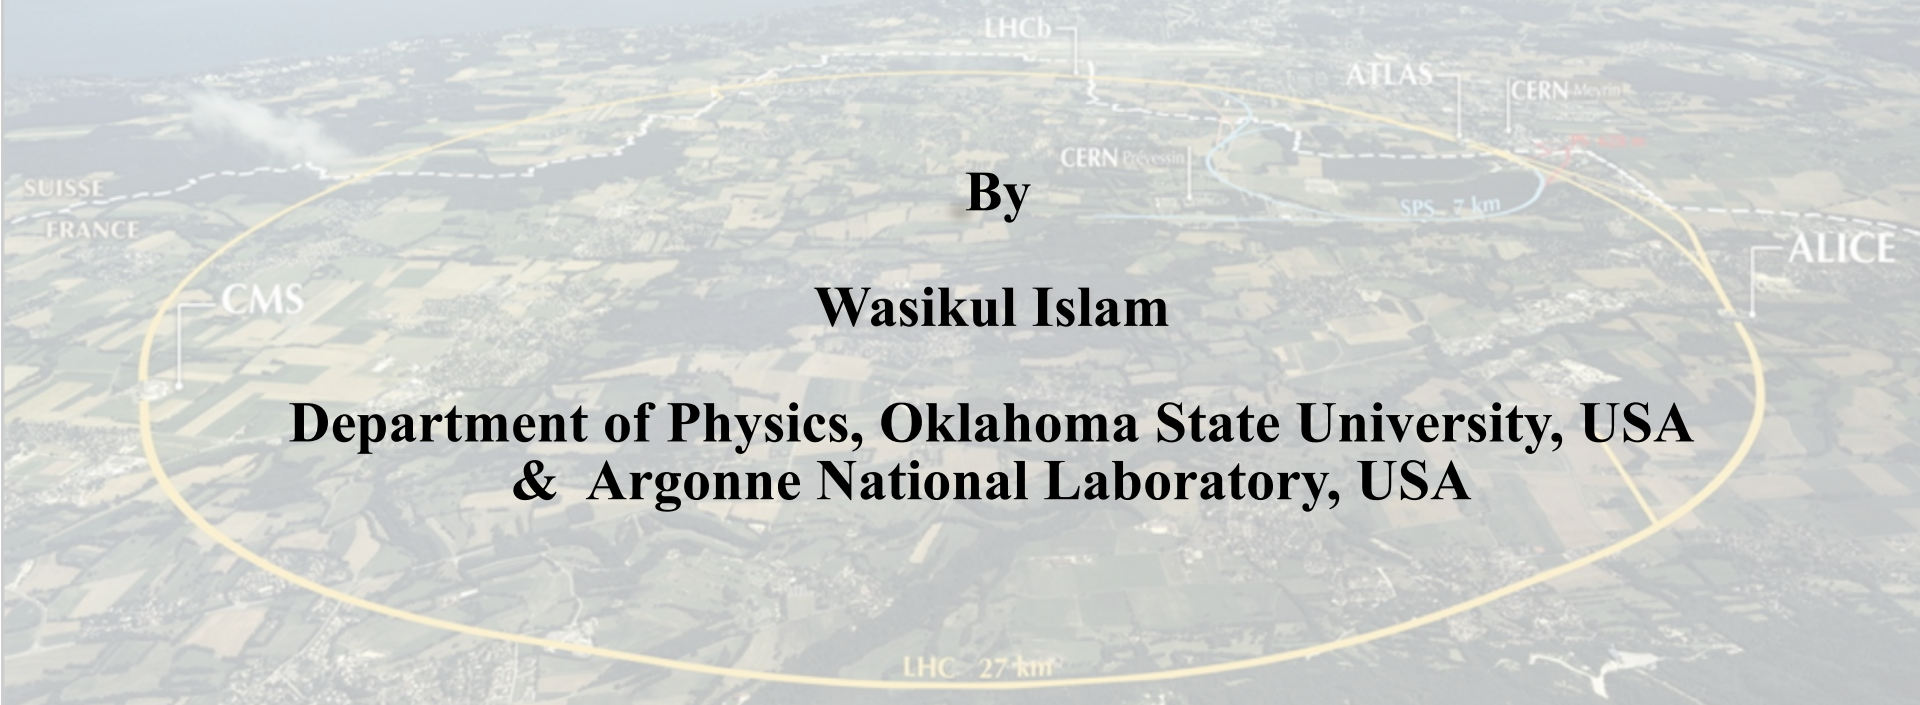 LHCb
ATLAS
CERN Meyrin
CERN Prévessin
SUISSE
FRANCE
SPS 7 km
ALICE
CMS
By
Wasikul Islam
Department of Physics, Oklahoma State University, USA
& Argonne National Laboratory, USA
LHC 27 km